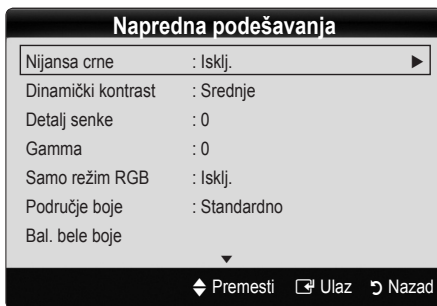 Napredna podešavanja
Nijansa crne : Isklj.
Dinamički kontrast : Srednje
Detalj senke : 0
Gamma : 0
Samo režim RGB : Isklj.
Područje boje : Standardno
Bal. bele boje
Premesti Ulaz Nazad